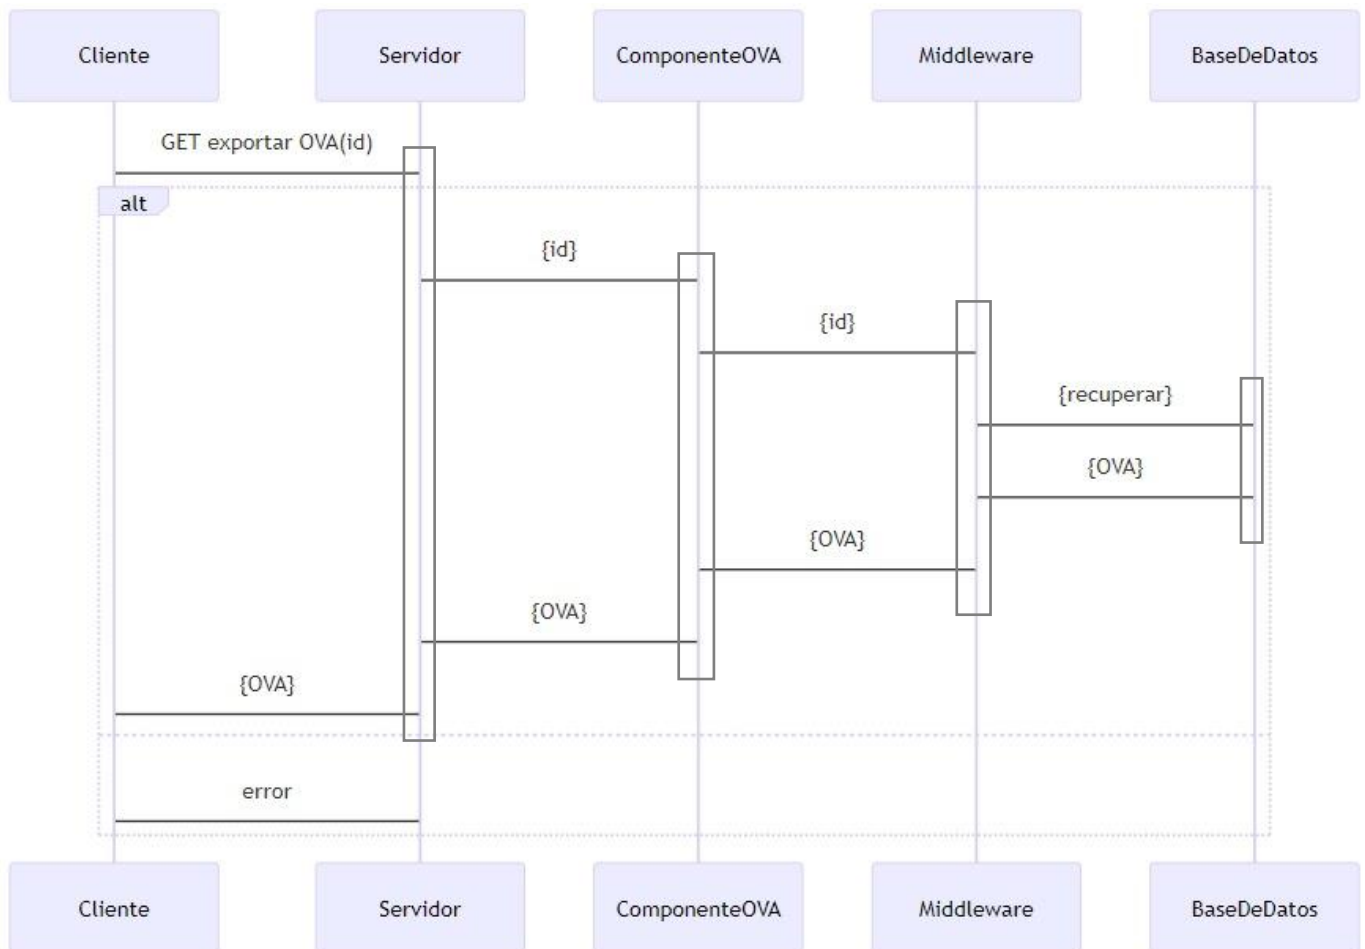 Cliente
Servidor
ComponenteOVA
Middleware
BaseDeDatos
GET exportar OVA(id)
alt
{id}
{id}
{recuperar}
{OVA}
{OVA}
{OVA}
{OVA}
error
Cliente
Servidor
ComponenteOVA
Middleware
BaseDeDatos